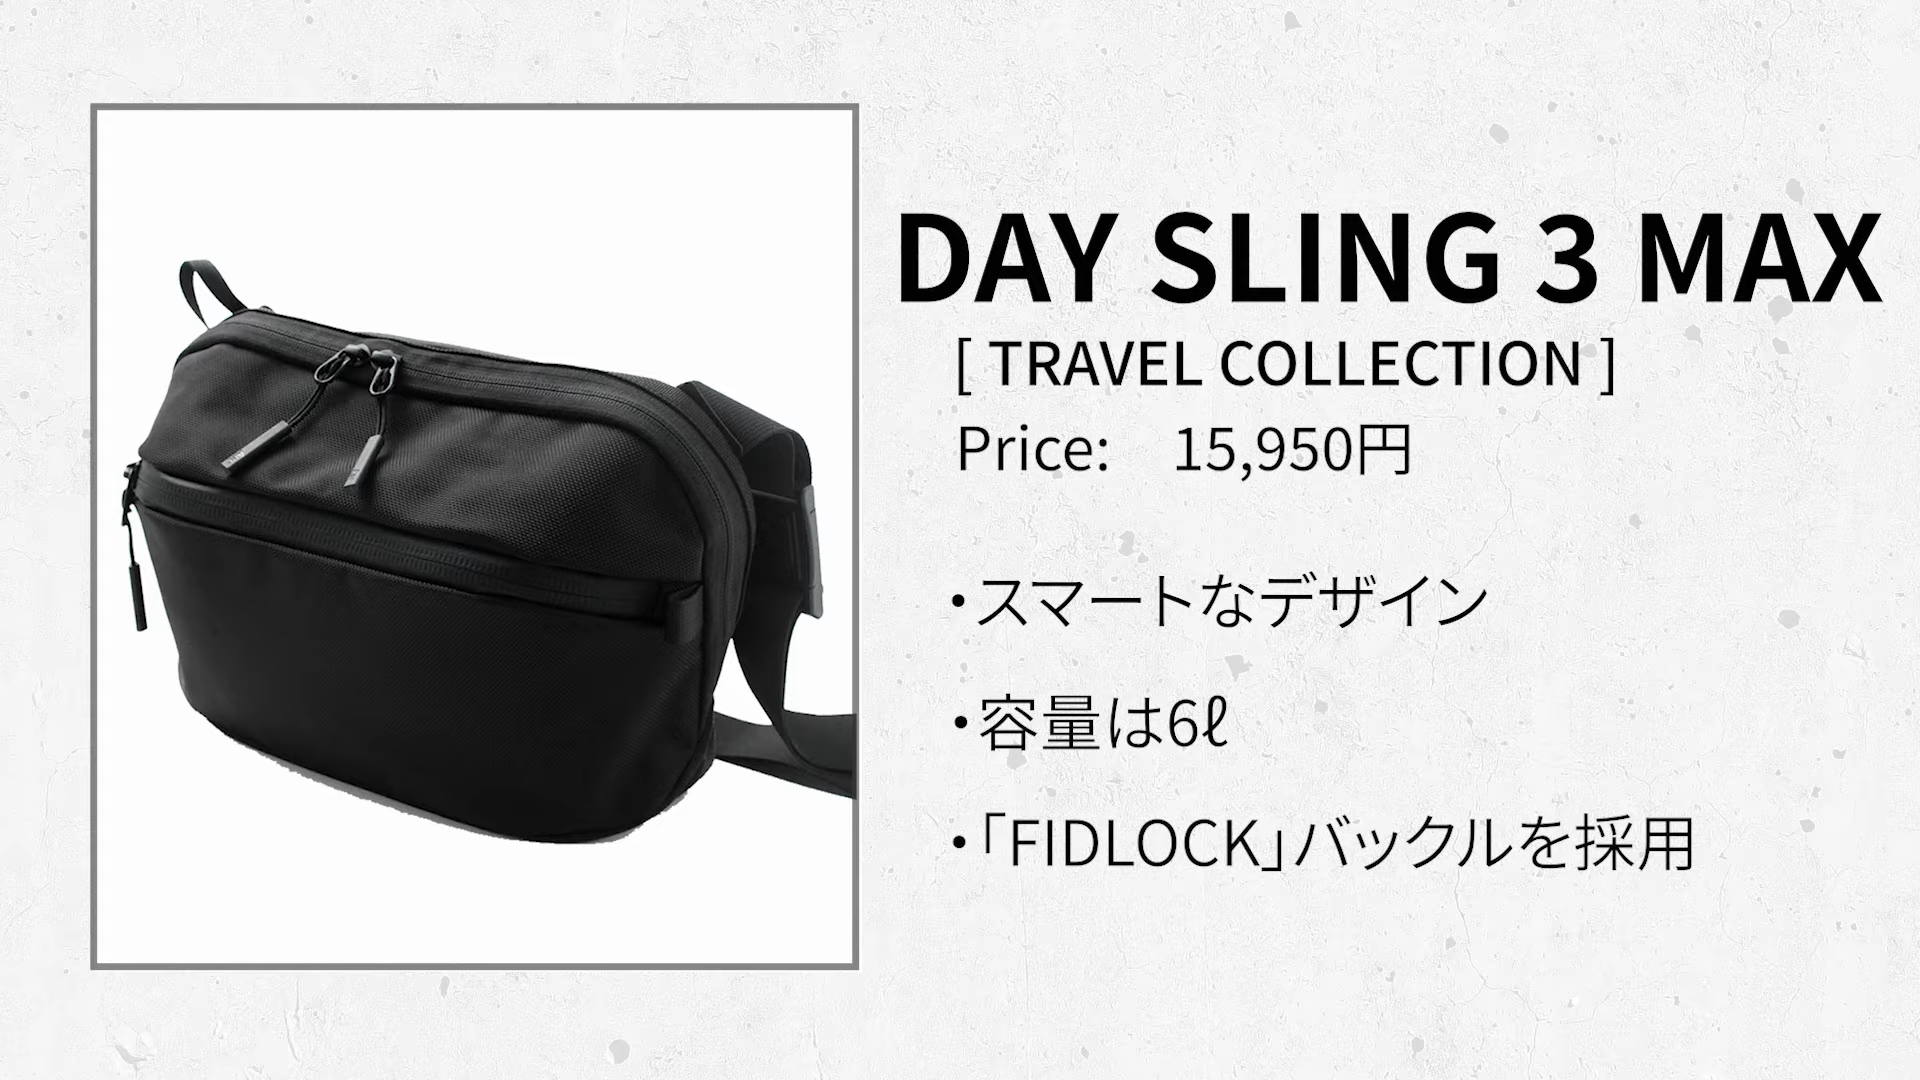 DAY SLING 3 MAX
[ TRAVEL COLLECTION ]
Price: 15,950円
・スマートなデザイン
・容量は6ℓ
・「FIDLOCK」バックルを採用